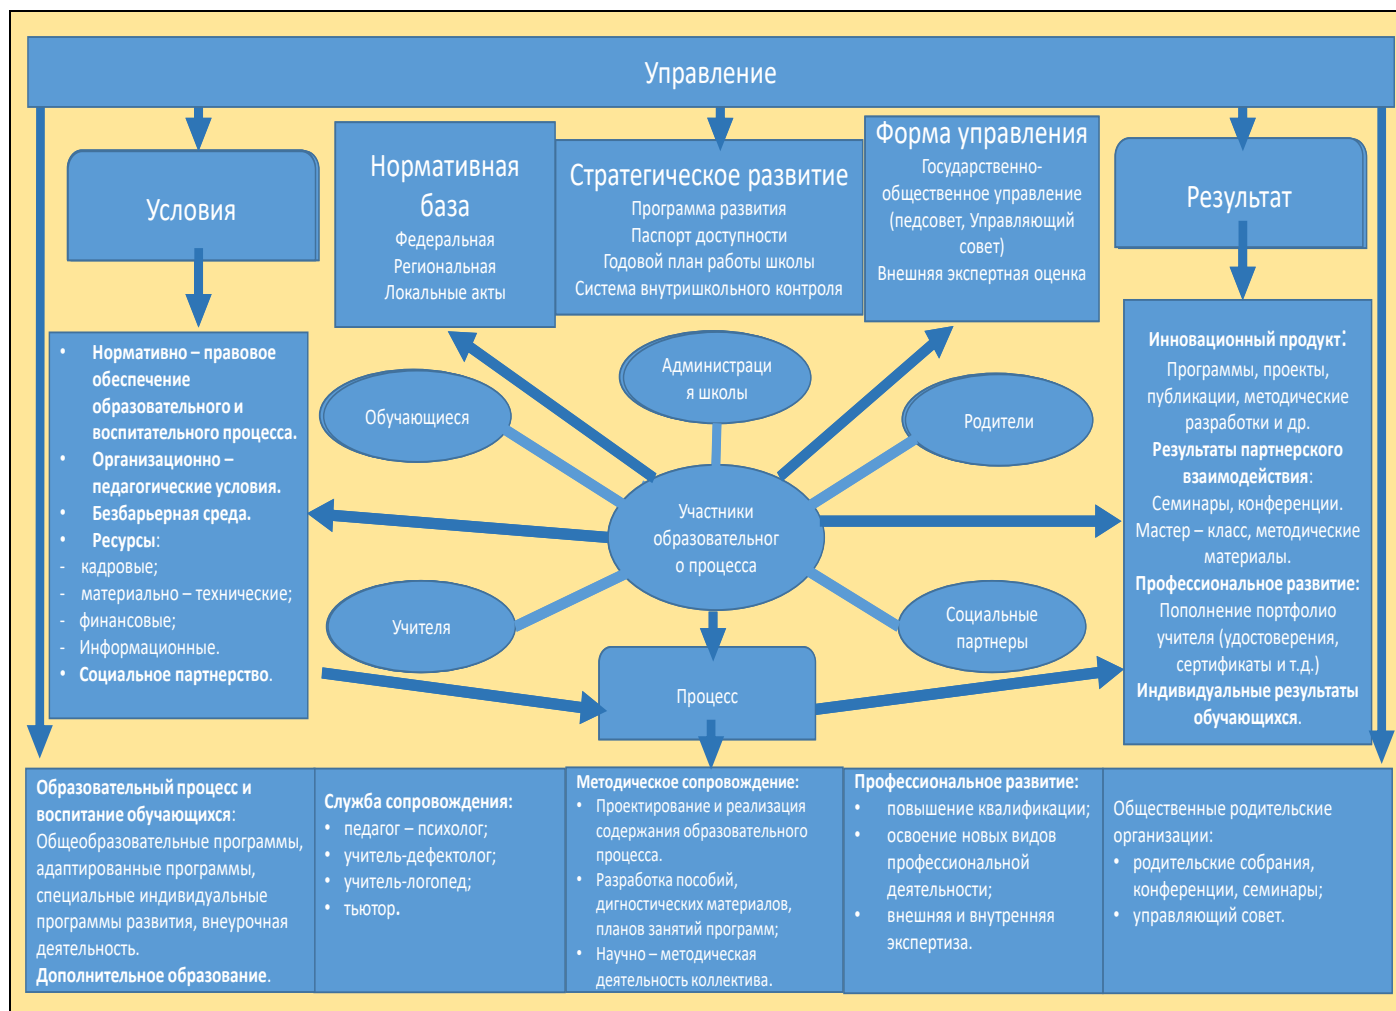 Управление
Условия
Нормативная
база
Федеральная
Региональная
Локальные акты
Стратегическое развитие
Программа развития
Паспорт доступности
Годовой план работы школы
Система внутришкольного контроля
Форма управления
Государственно-
общественное управление
(педсовет, Управляющий
совет)
Внешняя экспертная оценка
Результат
• Нормативно – правовое
обеспечение
образовательного и
воспитательного процесса.
• Организационно –
педагогические условия.
• Безбарьерная среда.
• Ресурсы:
- кадровые;
- материально – технические;
- финансовые;
- Информационные.
• Социальное партнерство.
Обучающиеся
Администраци
я школы
Родители
Участники
образовательног
о процесса
Учителя
Социальные
партнеры
Процесс
Инновационный продукт:
Программы, проекты,
публикации, методические
разработки и др.
Результаты партнерского
взаимодействия:
Семинары, конференции.
Мастер – класс, методические
материалы.
Профессиональное развитие:
Пополнение портфолио
учителя (удостоверения,
сертификаты и т.д.)
Индивидуальные результаты
обучающихся.
Образовательный процесс и
воспитание обучающихся:
Общеобразовательные программы,
адаптированные программы,
специальные индивидуальные
программы развития, внеурочная
деятельность.
Дополнительное образование.
Служба сопровождения:
• педагог – психолог;
• учитель-дефектолог;
• учитель-логопед;
• тьютор.
Методическое сопровождение:
• Проектирование и реализация
содержания образовательного
процесса.
• Разработка пособий,
дигностических материалов,
планов занятий программ;
• Научно – методическая
деятельность коллектива.
Профессиональное развитие:
• повышение квалификации;
• освоение новых видов
профессиональной
деятельности;
• внешняя и внутренняя
экспертиза.
Общественные родительские
организации:
• родительские собрания,
конференции, семинары;
• управляющий совет.